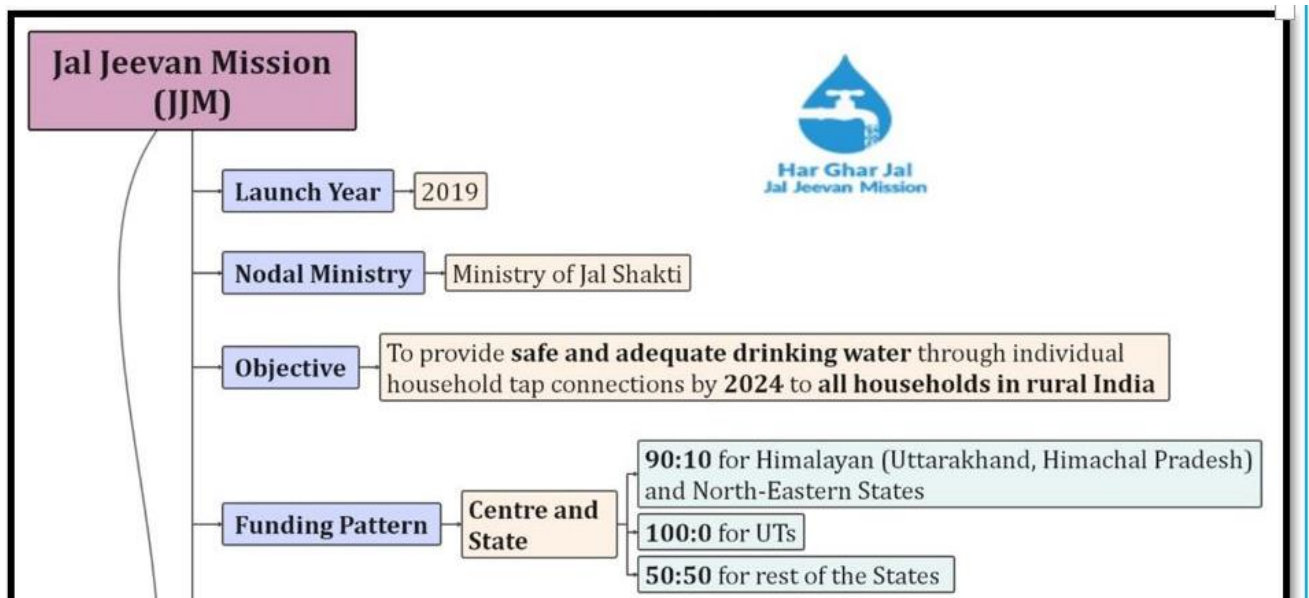 Jal Jeevan Mission
(JJM)
Har Ghar Jal
Jal Jeevan Mission
Launch Year
2019
Nodal Ministry
Ministry of Jal Shakti
Objective
To provide safe and adequate drinking water through individual
household tap connections by 2024 to all households in rural India
Funding Pattern
Centre and
State
90:10 for Himalayan (Uttarakhand, Himachal Pradesh)
and North-Eastern States
100:0 for UTs
50:50 for rest of the States